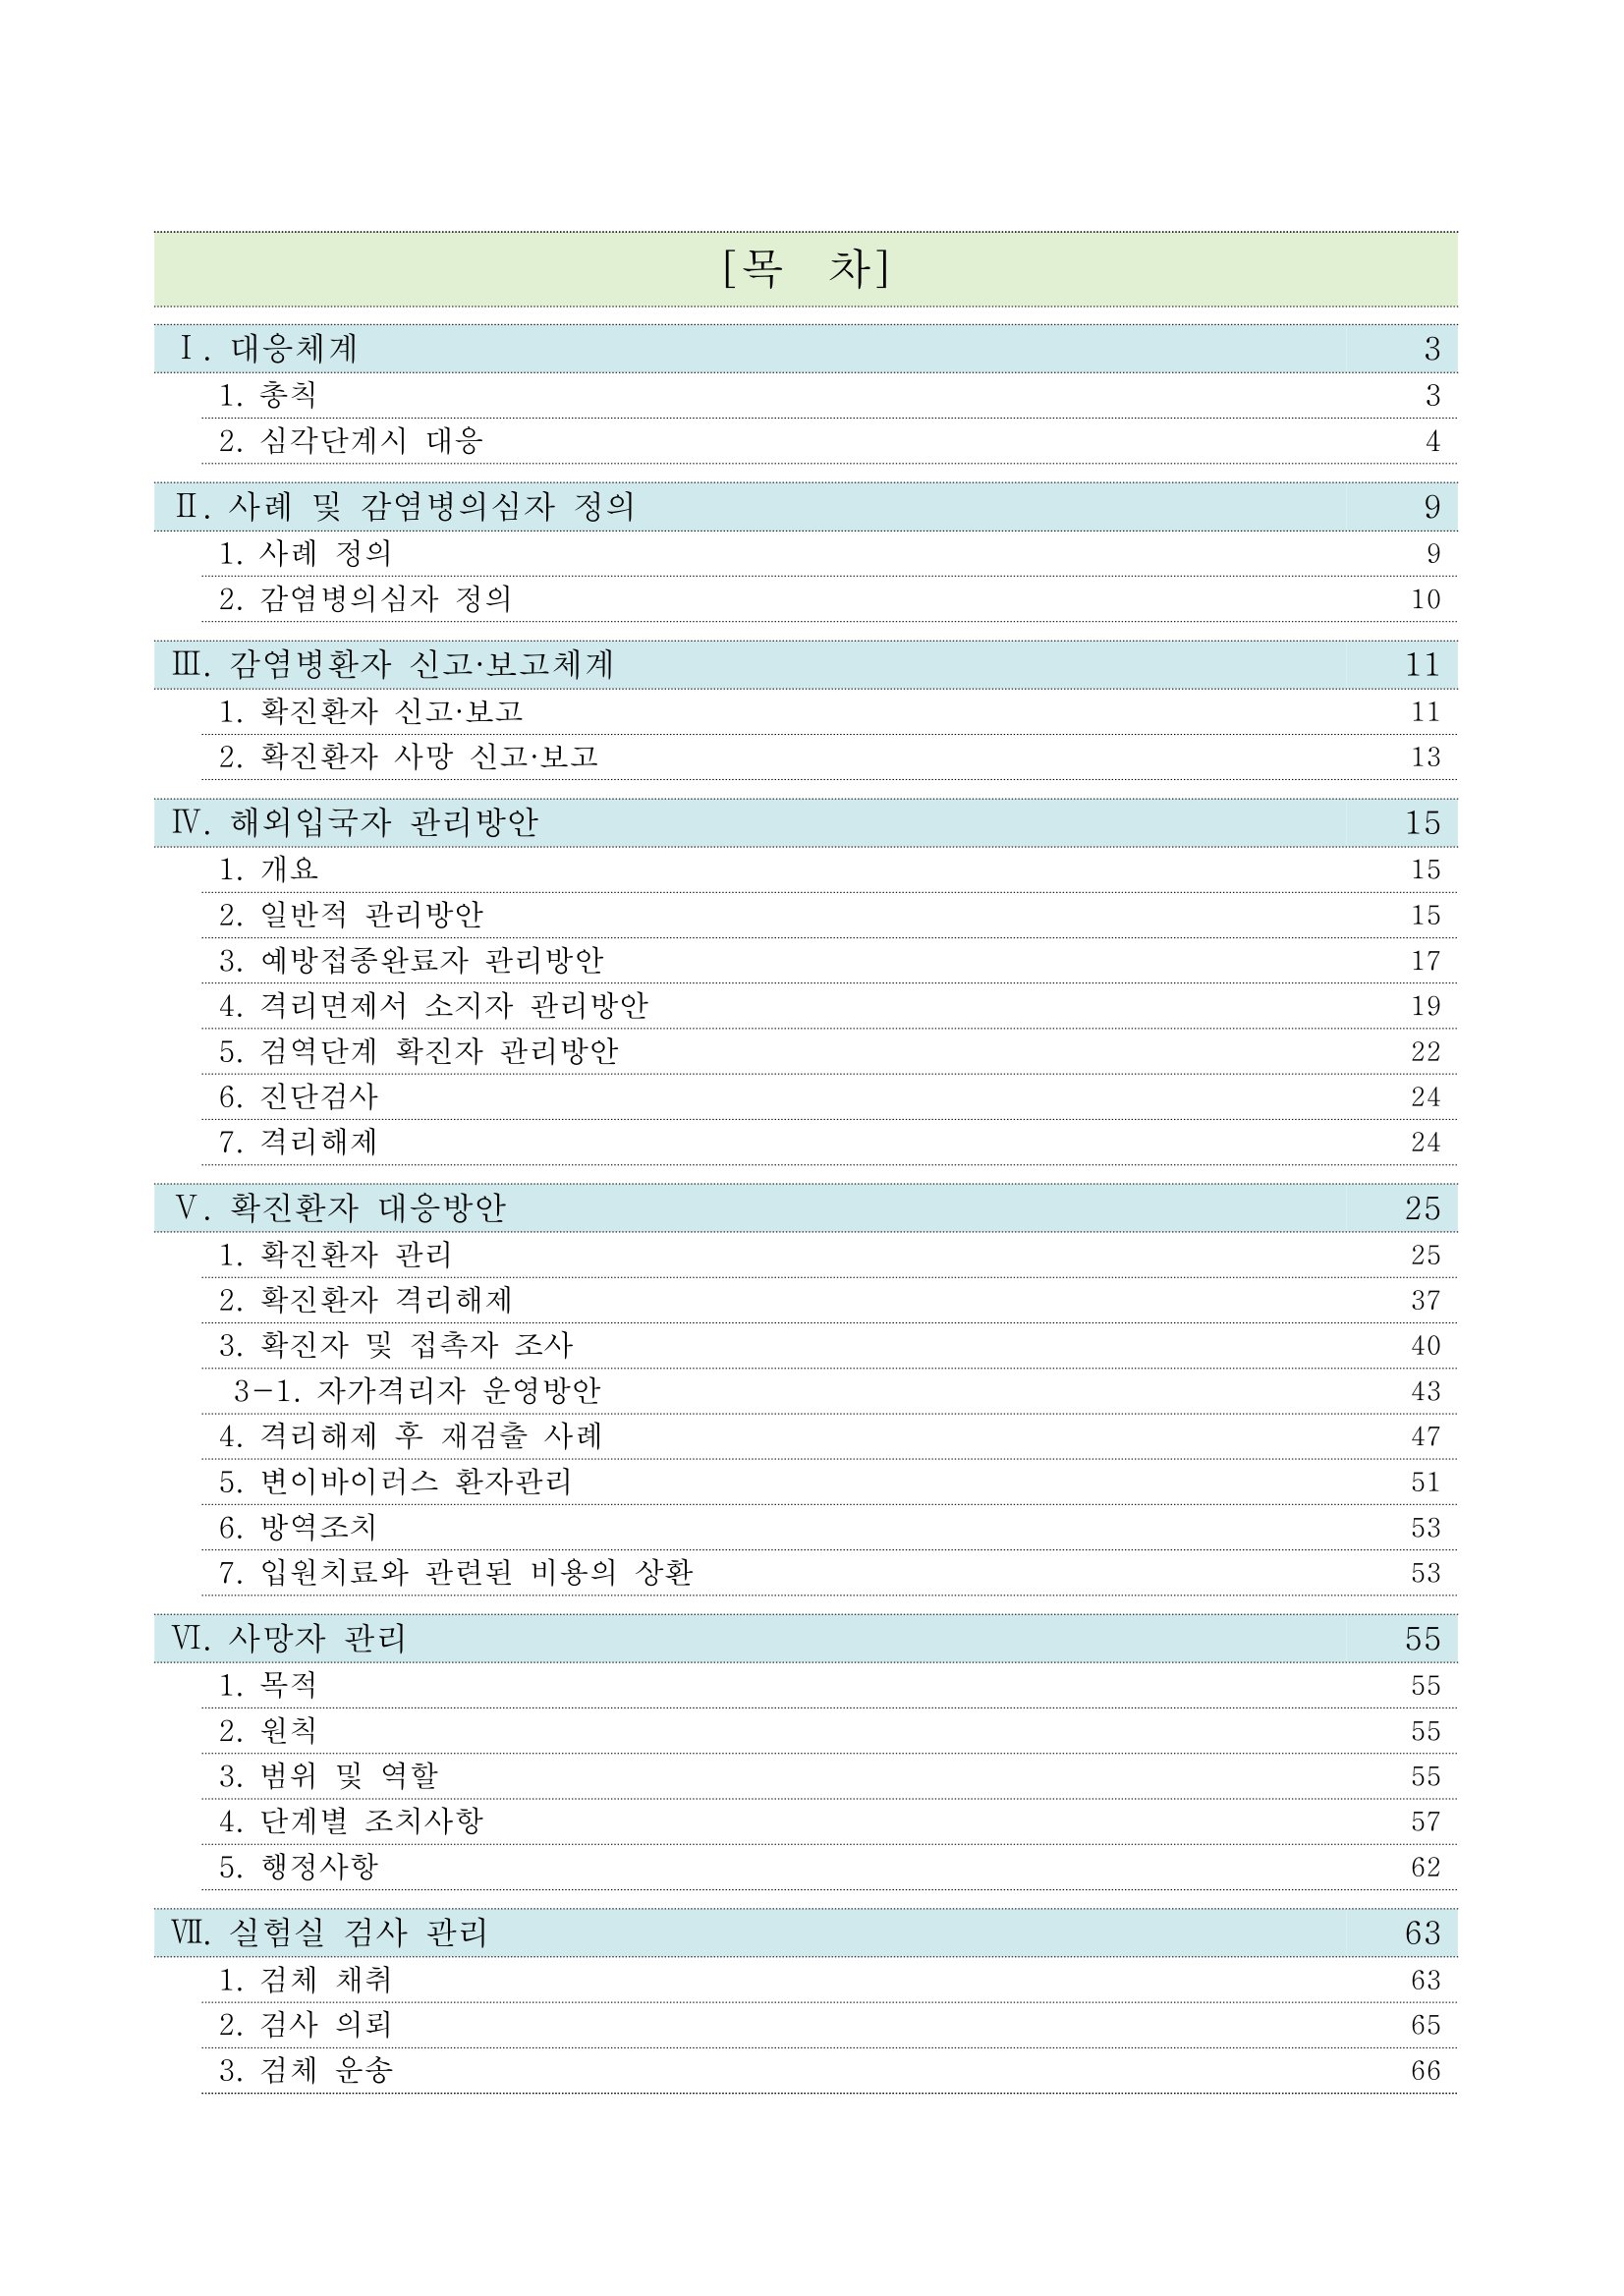 [목 차]
Ⅰ. 대응체계 3
1. 총칙 3
2. 심각단계시 대응 4
Ⅱ. 사례 및 감염병의심자 정의 9
1. 사례 정의 9
2. 감염병의심자 정의 10
Ⅲ. 감염병환자 신고·보고체계 11
1. 확진환자 신고·보고 11
2. 확진환자 사망 신고·보고 13
Ⅳ. 해외입국자 관리방안 15
1. 개요 15
2. 일반적 관리방안 15
3. 예방접종완료자 관리방안 17
4. 격리면제서 소지자 관리방안 19
5. 검역단계 확진자 관리방안 22
6. 진단검사 24
7. 격리해제 24
Ⅴ. 확진환자 대응방안 25
1. 확진환자 관리 25
2. 확진환자 격리해제 37
3. 확진자 및 접촉자 조사 40
3-1. 자가격리자 운영방안 43
4. 격리해제 후 재검출 사례 47
5. 변이바이러스 환자관리 51
6. 방역조치 53
7. 입원치료와 관련된 비용의 상환 53
Ⅵ. 사망자 관리 55
1. 목적 55
2. 원칙 55
3. 범위 및 역할 55
4. 단계별 조치사항 57
5. 행정사항 62
Ⅶ. 실험실 검사 관리 63
1. 검체 채취 63
2. 검사 의뢰 65
3. 검체 운송 66